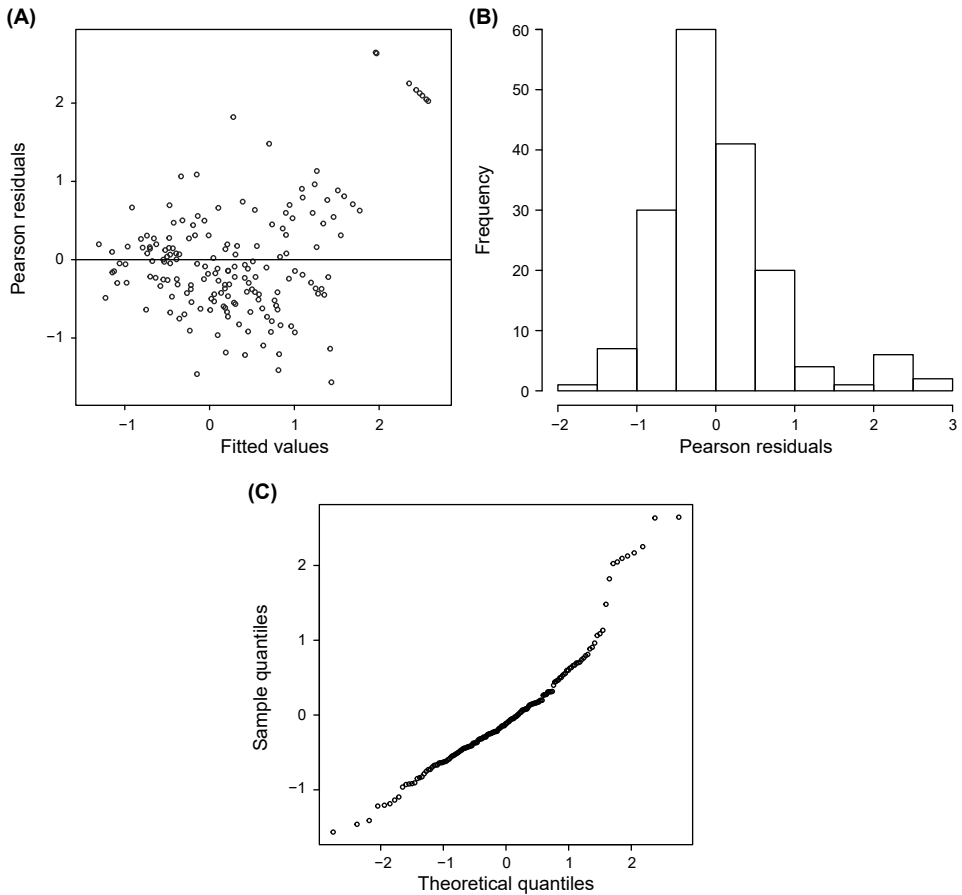 (A)
Pearson residuals
2
1
0
−1
−1 0 1 2
Fitted values
(B)
Frequency
60
50
40
30
20
10
0
−2 −1 0 1 2 3
Pearson residuals
(C)
Sample quantiles
2
1
0
−1
−2 −1 0 1 2
Theoretical quantiles